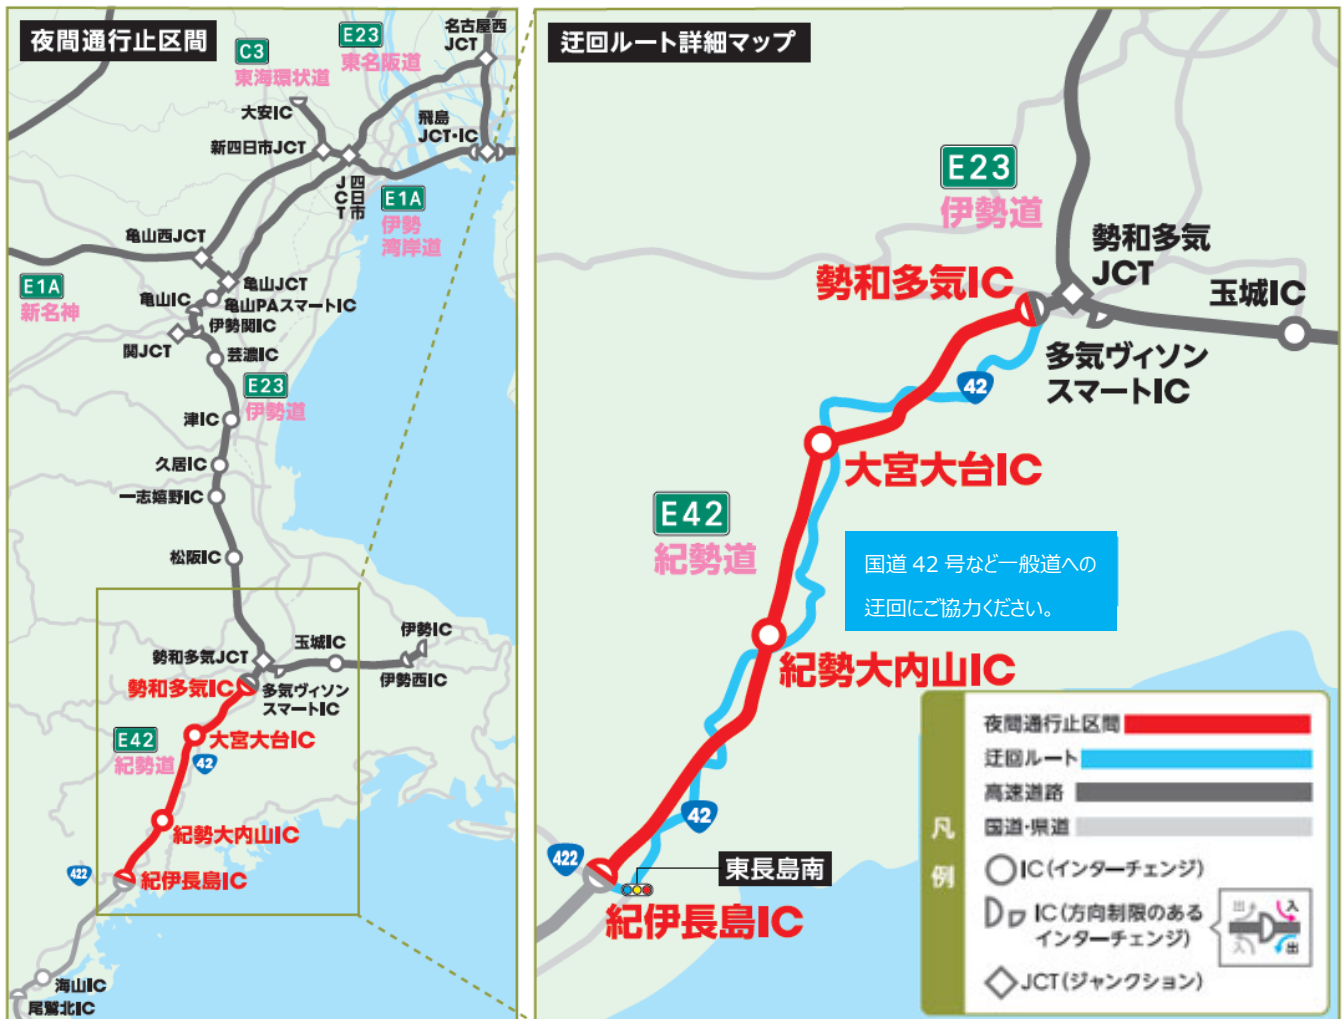 夜間通行止区間
名古屋西
JCT
E23
東名阪道
C3
東海環状道
大安IC
飛島
JCT・IC
新四日市JCT
四日市
JCT
E1A
伊勢
湾岸道
亀山西JCT
E1A
新名神
亀山JCT
亀山IC
亀山PAスマートIC
伊勢関IC
関JCT
芸濃IC
E23
伊勢道
津IC
久居IC
一志嬉野IC
松阪IC
勢和多気JCT
玉城IC
伊勢IC
伊勢西IC
勢和多気IC
多気ヴィソン
スマートIC
大宮大台IC
E42
紀勢道
42
紀勢大内山IC
422
紀伊長島IC
海山IC
尾鷲北IC
迂回ルート詳細マップ
E23
伊勢道
勢和多気
JCT
勢和多気IC
玉城IC
多気ヴィソン
スマートIC
42
大宮大台IC
E42
紀勢道
国道 42 号など一般道への
迂回にご協力ください。
紀勢大内山IC
42
422
東長島南
紀伊長島IC
凡例
夜間通行止区間
迂回ルート
高速道路
国道・県道
IC(インターチェンジ)
IC(方向制限のある
インターチェンジ)
出
入
入
出
JCT(ジャンクション)